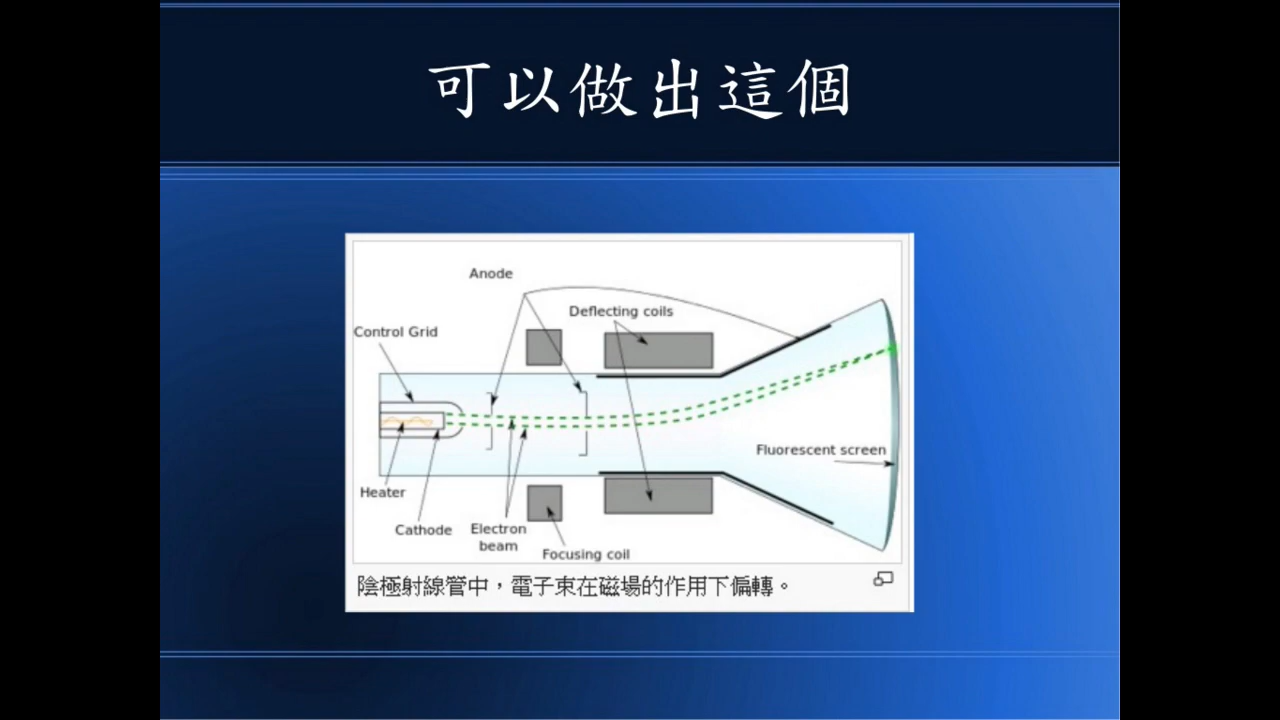 可以做出這個
Anode
Deflecting coils
Control Grid
Fluorescent screen
Heater
Cathode
Electron
beam
Focusing coil
陰極射線管中，電子束在磁場的作用下偏轉。